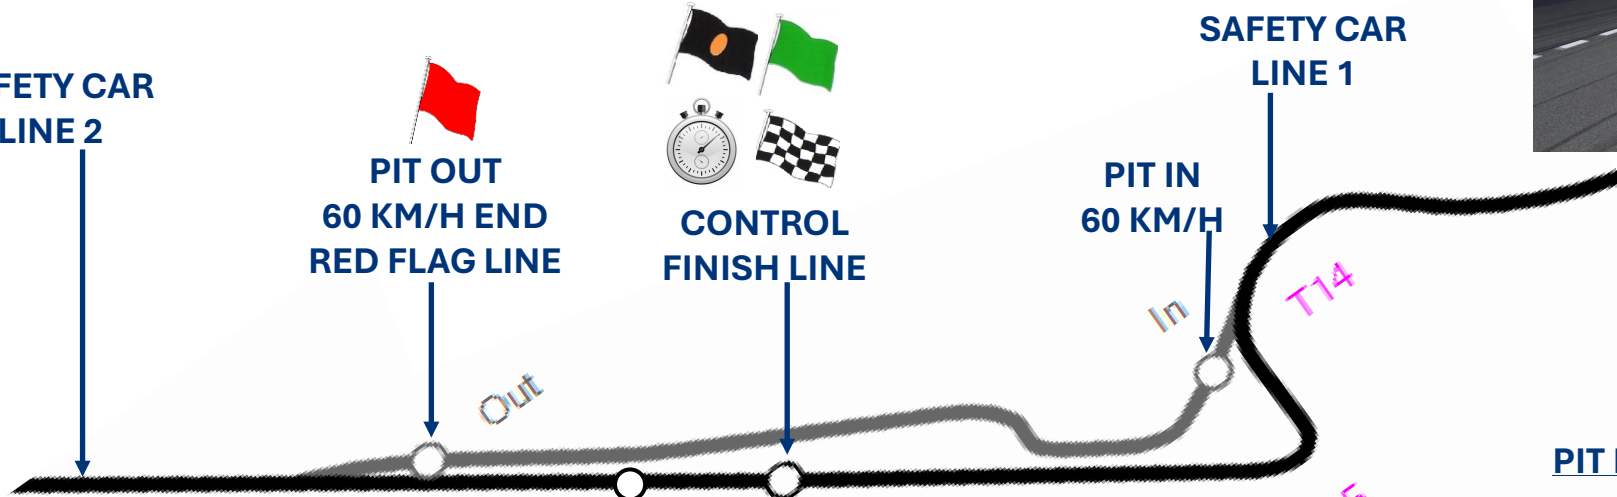 SAFETY CAR
LINE 1
FETY CAR
LINE 2
PIT OUT
60 KM/H END
RED FLAG LINE
CONTROL
FINISH LINE
PIT IN
60 KM/H
T14
In
Out
PIT